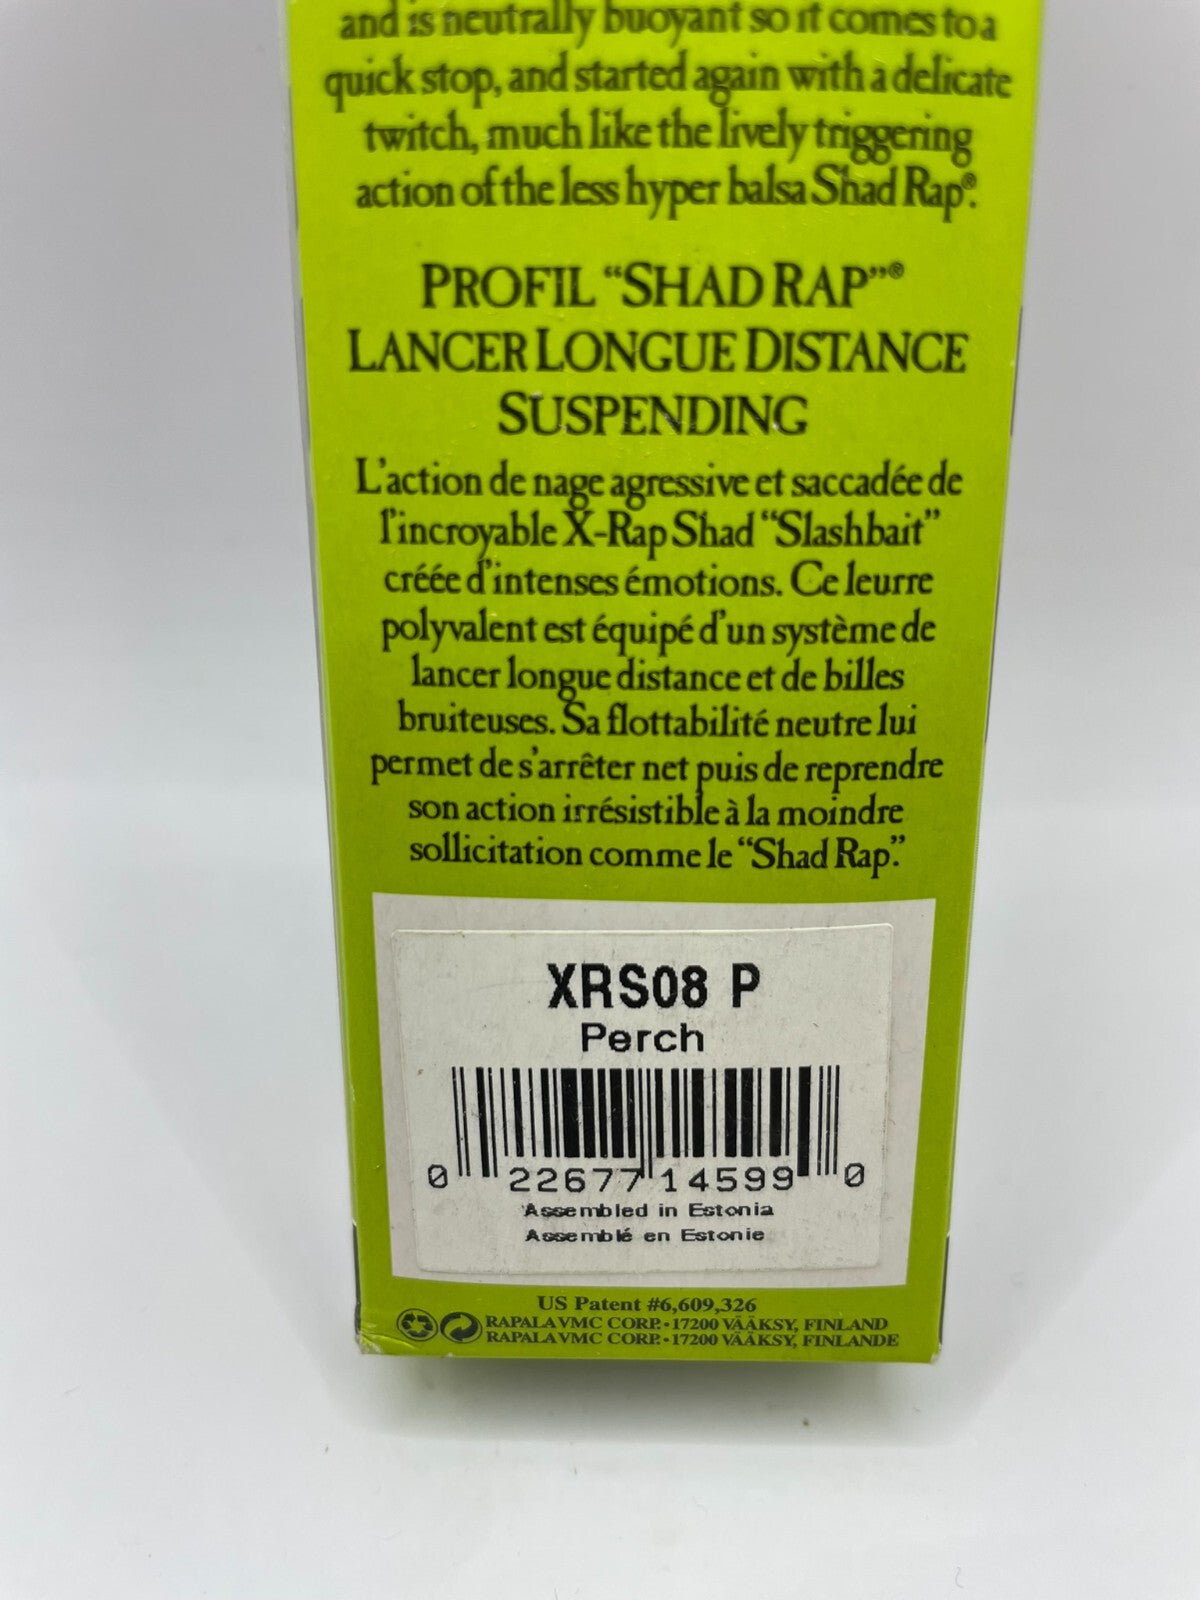 and is neutrally buoyant so it comes to a
quick stop, and started again with a delicate
twitch, much like the lively triggering
action of the less hyper balsa Shad Rap®.
PROFIL “SHAD RAP”®
LANCER LONGUE DISTANCE
SUSPENDING
L'action de nage agressive et saccadée de
l'incroyable X-Rap Shad “Slashbait”
créée d'intenses émotions. Ce leurre
polyvalent est équipé d'un système de
lancer longue distance et de billes
bruiteuses. Sa flottabilité neutre lui
permet de s'arrêter net puis de reprendre
son action irrésistible à la moindre
sollicitation comme le “Shad Rap.”
XRS08 P
Perch
0 22677 14599 0
Assembled in Estonia
Assemblé en Estonie
US Patent #6,609,326
RAPALA VMC CORP. • 17200 VÄÄKSY, FINLAND
RAPALA VMC CORP. • 17200 VÄÄKSY, FINLANDE